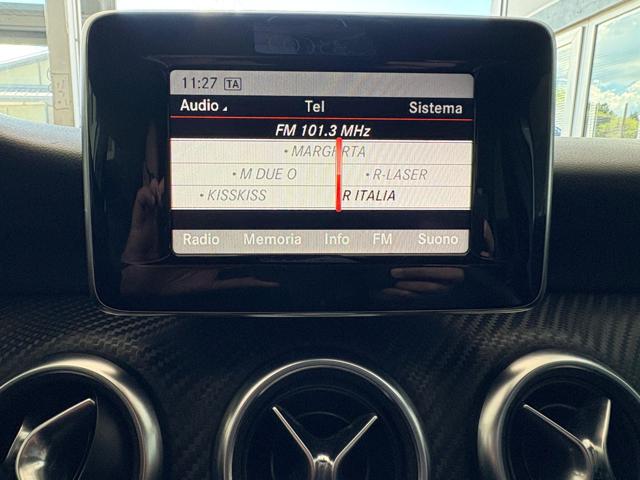 11:27 TA
Audio Tel Sistema
FM 101.3 MHz
• MARGHRTA
• M DUE O • R-LASER
• KISSKISS R ITALIA
Radio Memoria Info FM Suono